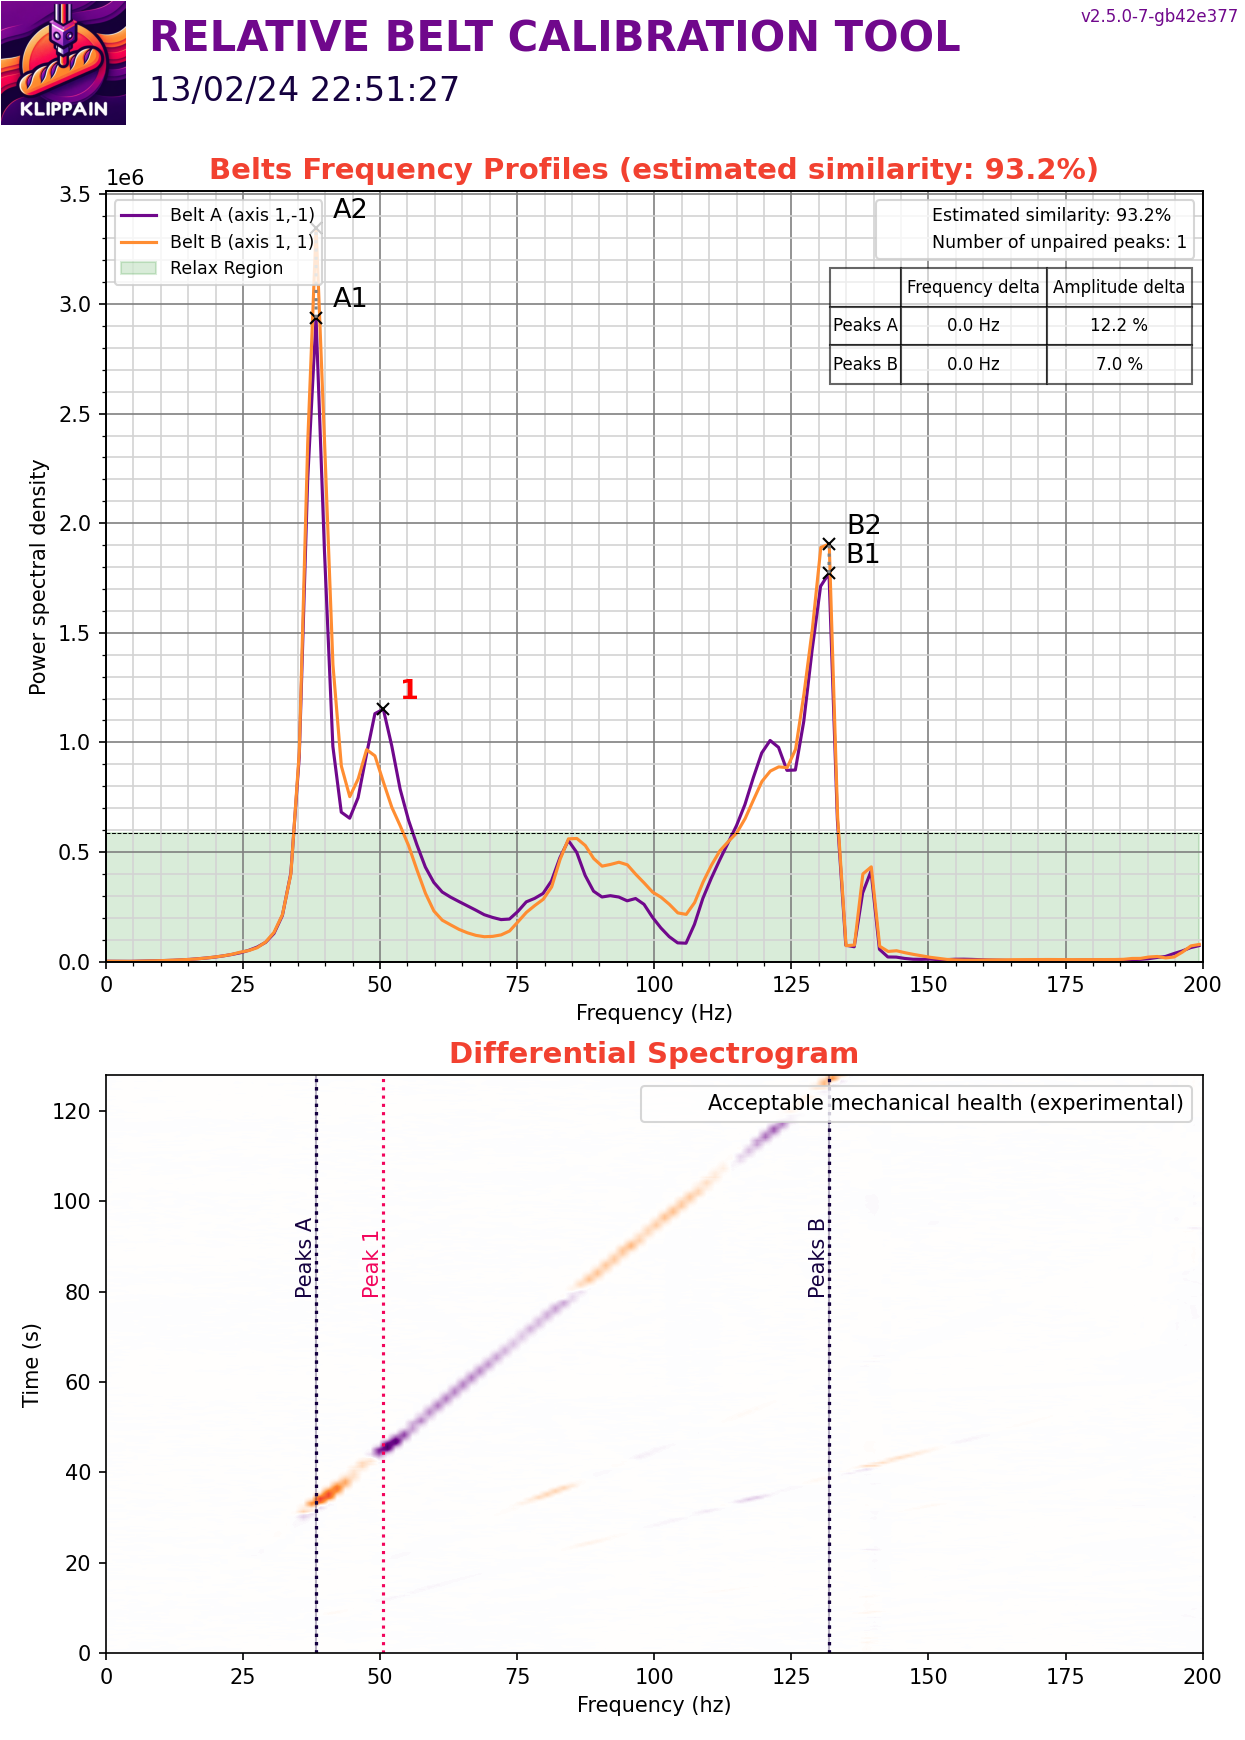 KLIPPAIN
RELATIVE BELT CALIBRATION TOOL
13/02/24 22:51:27
v2.5.0-7-gb42e377
Belts Frequency Profiles (estimated similarity: 93.2%)
1e6
Belt A (axis 1,-1)
Belt B (axis 1, 1)
Relax Region
A2
A1
Estimated similarity: 93.2%
Number of unpaired peaks: 1
Frequency delta Amplitude delta
Peaks A 0.0 Hz 12.2 %
Peaks B 0.0 Hz 7.0 %
B2
B1
1
Power spectral density
3.5
3.0
2.5
2.0
1.5
1.0
0.5
0.0
0 25 50 75 100 125 150 175 200
Frequency (Hz)
Differential Spectrogram
Acceptable mechanical health (experimental)
Peaks A
Peak 1
Peaks B
Time (s)
120
100
80
60
40
20
0
0 25 50 75 100 125 150 175 200
Frequency (hz)